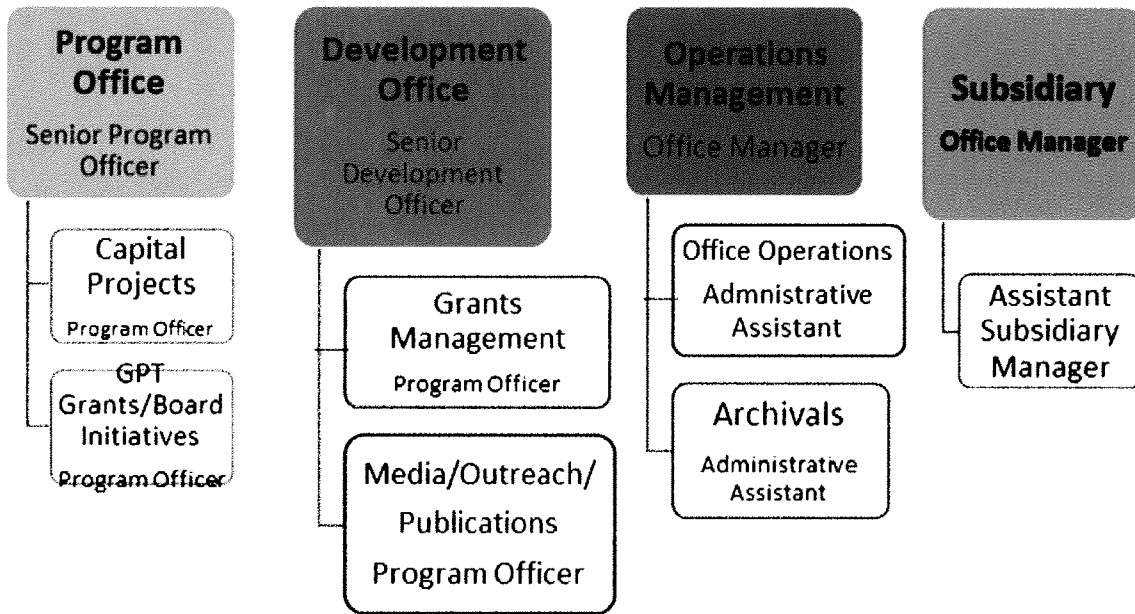 Program
Office
Senior Program
Officer
Capital
Projects
Program Officer
GPT
Grants/Board
Initiatives
Program Officer
Development
Office
Senior
Development
Officer
Grants
Management
Program Officer
Media/Outreach/
Publications
Program Officer
Operations
Management
Office Manager
Office Operations
Admnistrative
Assistant
Archivals
Administrative
Assistant
Subsidiary
Office Manager
Assistant
Subsidiary
Manager